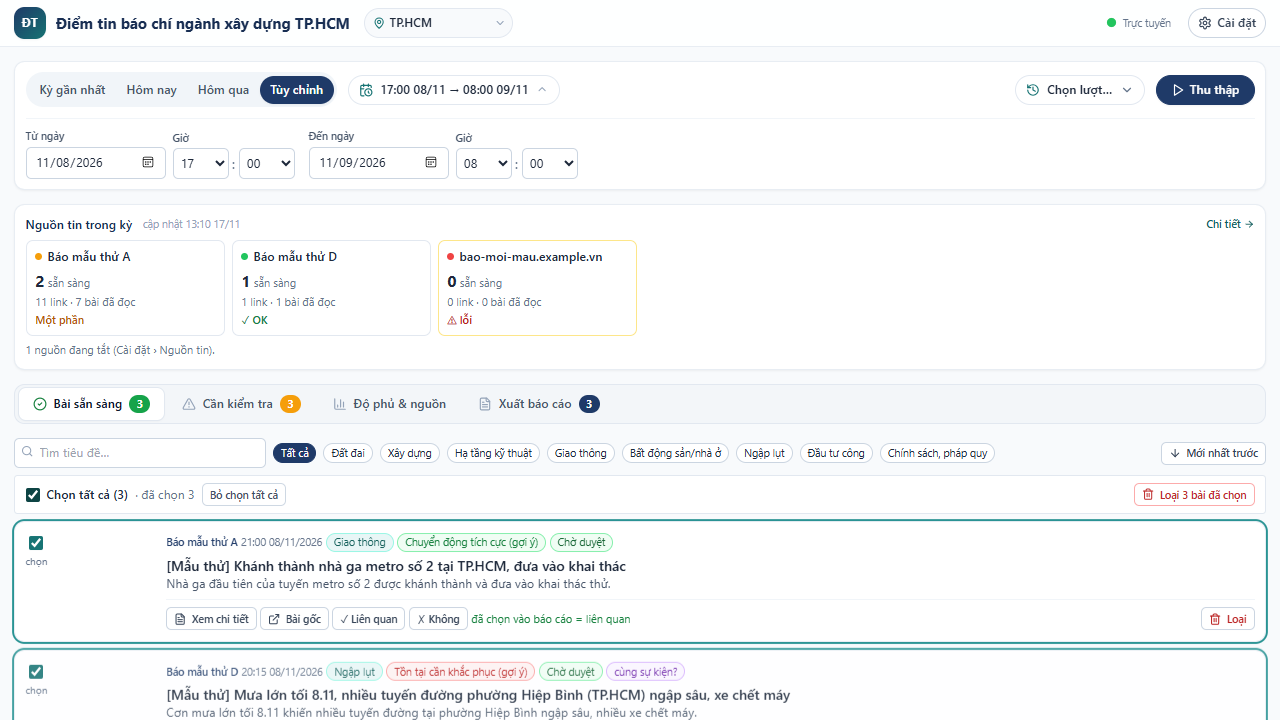 ĐT Điểm tin báo chí ngành xây dựng TP.HCM TP.HCM Trực tuyến Cài đặt
Kỳ gần nhất Hôm nay Hôm qua Tùy chỉnh 17:00 08/11 → 08:00 09/11 Chọn lượt... Thu thập
Từ ngày Giờ Đến ngày Giờ
11/08/2026 17 : 00 11/09/2026 08 : 00
Nguồn tin trong kỳ cập nhật 13:10 17/11 Chi tiết →
Báo mẫu thử A Báo mẫu thử D bao-moi-mau.example.vn
2 sẵn sàng 1 sẵn sàng 0 sẵn sàng
11 link · 7 bài đã đọc 1 link · 1 bài đã đọc 0 link · 0 bài đã đọc
Một phần ✓ OK ⚠ lỗi
1 nguồn đang tắt (Cài đặt › Nguồn tin).
Bài sẵn sàng 3 Cần kiểm tra 3 Độ phủ & nguồn Xuất báo cáo 3
Tìm tiêu đề... Tất cả Đất đai Xây dựng Hạ tầng kỹ thuật Giao thông Bất động sản/nhà ở Ngập lụt Đầu tư công Chính sách, pháp quy Mới nhất trước
Chọn tất cả (3) · đã chọn 3 Bỏ chọn tất cả Loại 3 bài đã chọn
Báo mẫu thử A 21:00 08/11/2026 Giao thông Chuyển động tích cực (gợi ý) Chờ duyệt
chọn
[Mẫu thử] Khánh thành nhà ga metro số 2 tại TP.HCM, đưa vào khai thác
Nhà ga đầu tiên của tuyến metro số 2 được khánh thành và đưa vào khai thác thử.
Xem chi tiết Bài gốc ✓ Liên quan ✗ Không đã chọn vào báo cáo = liên quan Loại
Báo mẫu thử D 20:15 08/11/2026 Ngập lụt Tồn tại cần khắc phục (gợi ý) Chờ duyệt cùng sự kiện?
chọn
[Mẫu thử] Mưa lớn tối 8.11, nhiều tuyến đường phường Hiệp Bình (TP.HCM) ngập sâu, xe chết máy
Cơn mưa lớn tối 8.11 khiến nhiều tuyến đường tại phường Hiệp Bình ngập sâu, nhiều xe chết máy.